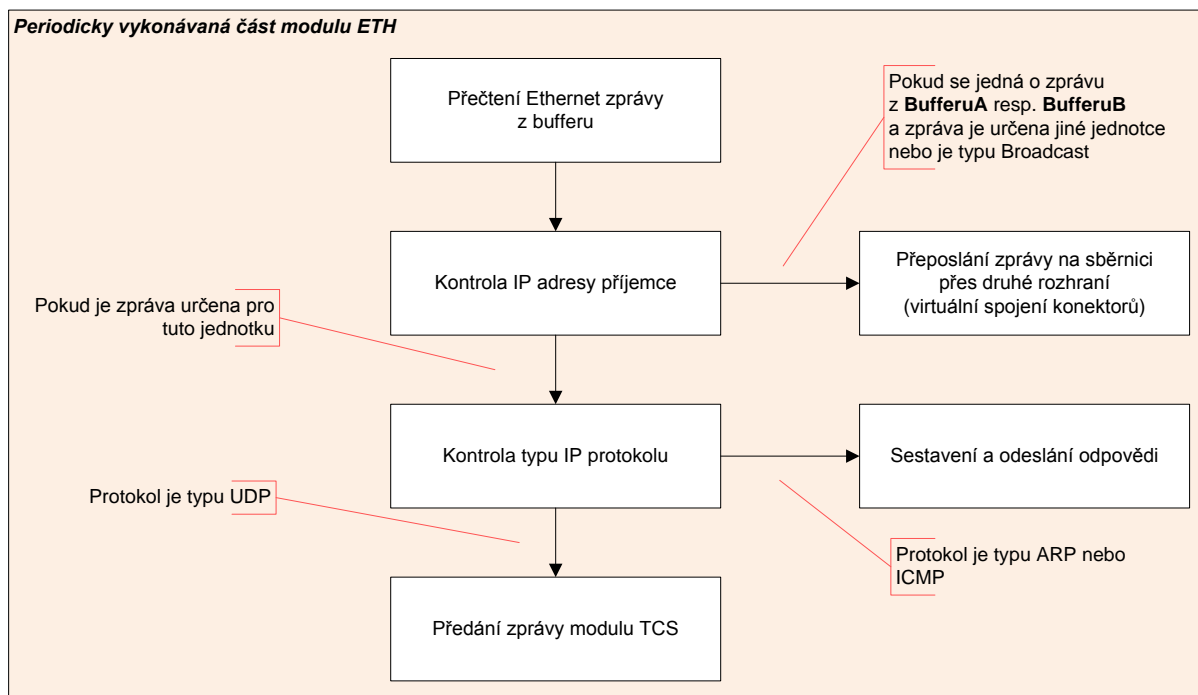 Periodicky vykonávaná část modulu ETH
Přečtení Ethernet zprávy
z bufferu
Pokud se jedná o zprávu
z BufferuA resp. BufferuB
a zpráva je určena jiné jednotce
nebo je typu Broadcast
Kontrola IP adresy příjemce
Přeposlání zprávy na sběrnici
přes druhé rozhraní
(virtuální spojení konektorů)
Pokud je zpráva určena pro
tuto jednotku
Kontrola typu IP protokolu
Sestavení a odeslání odpovědi
Protokol je typu UDP
Protokol je typu ARP nebo
ICMP
Předání zprávy modulu TCS